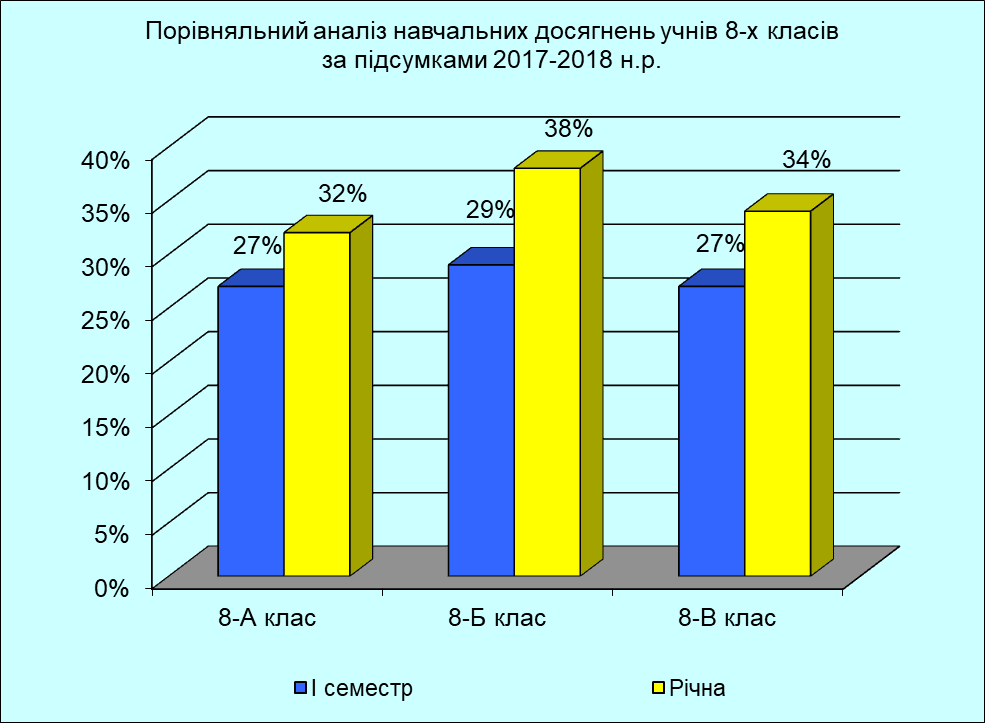 Порівняльний аналіз навчальних досягнень учнів 8-х класів
за підсумками 2017-2018 н.р.
38%
40%
34%
32%
35%
29%
27%
27%
30%
25%
20%
15%
10%
5%
0%
8-А клас
8-Б клас
8-В клас
І семестр
Річна